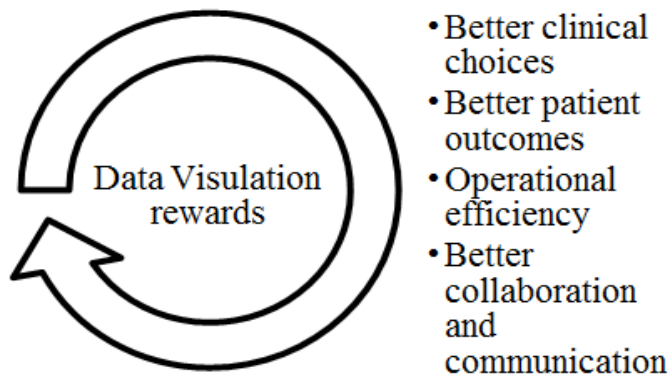 Data Visulation
rewards
• Better clinical
choices
• Better patient
outcomes
• Operational
efficiency
• Better
collaboration
and
communication